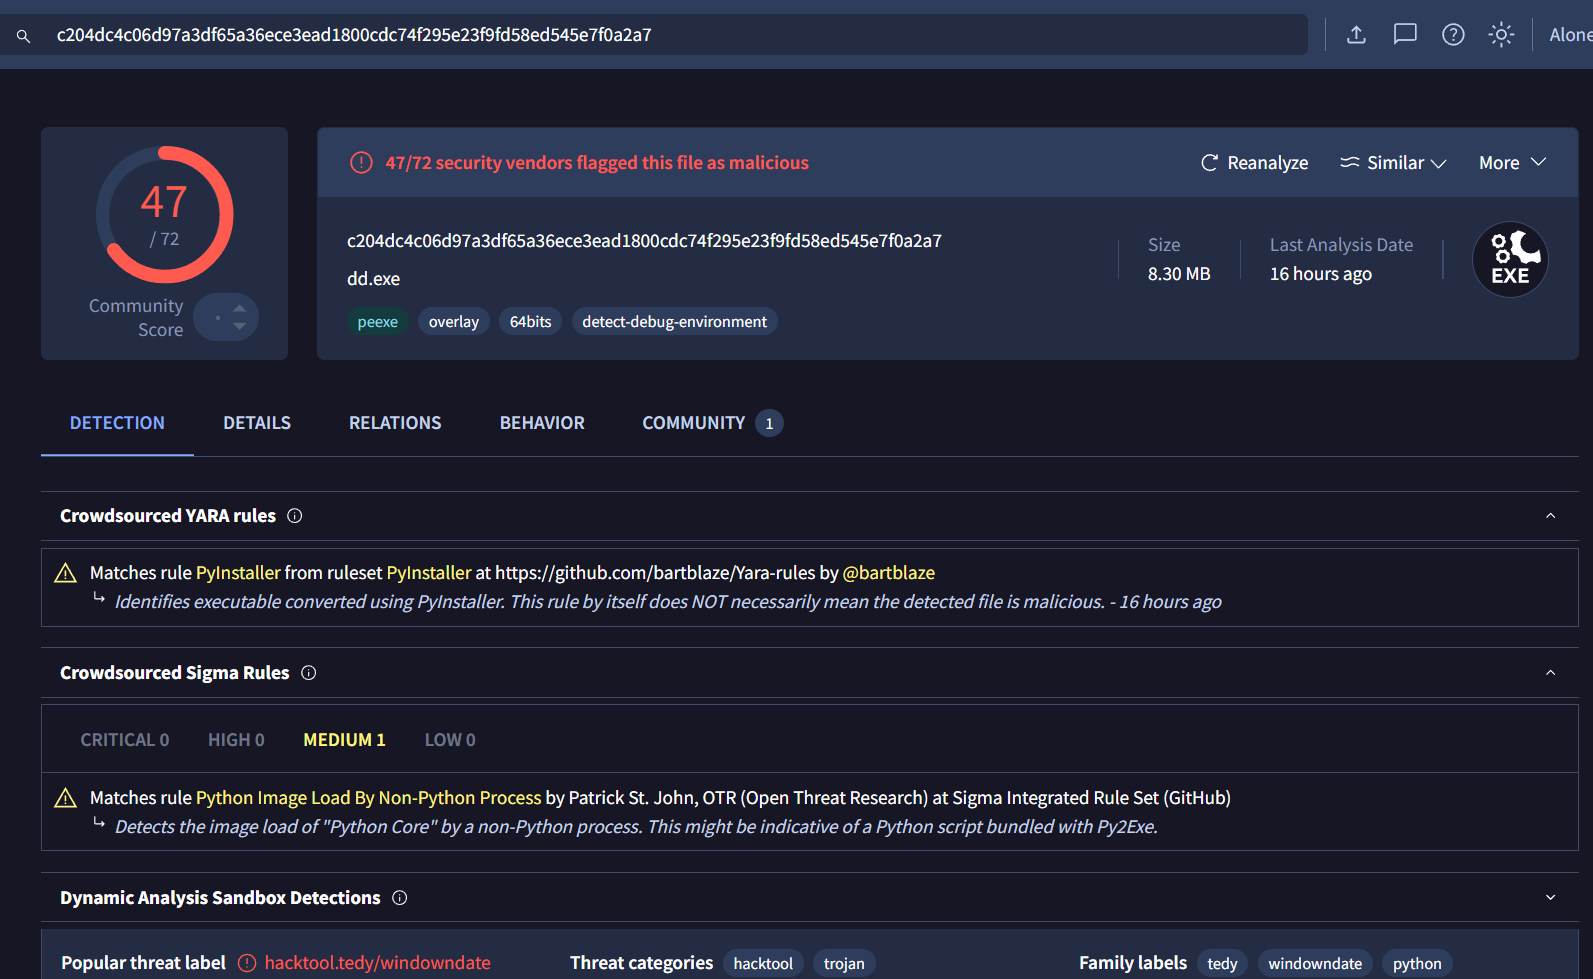 c204dc4c06d97a3df65a36ece3ead1800cdc74f295e23f9fd58ed545e7f0a2a7
Alone
47
/ 72
Community
Score
47/72 security vendors flagged this file as malicious
Reanalyze
Similar
More
c204dc4c06d97a3df65a36ece3ead1800cdc74f295e23f9fd58ed545e7f0a2a7
dd.exe
peexe
overlay
64bits
detect-debug-environment
Size
8.30 MB
Last Analysis Date
16 hours ago
EXE
DETECTION
DETAILS
RELATIONS
BEHAVIOR
COMMUNITY 1
Crowdsourced YARA rules
Matches rule PyInstaller from ruleset PyInstaller at https://github.com/bartblaze/Yara-rules by @bartblaze
Identifies executable converted using PyInstaller. This rule by itself does NOT necessarily mean the detected file is malicious. - 16 hours ago
Crowdsourced Sigma Rules
CRITICAL 0
HIGH 0
MEDIUM 1
LOW 0
Matches rule Python Image Load By Non-Python Process by Patrick St. John, OTR (Open Threat Research) at Sigma Integrated Rule Set (GitHub)
Detects the image load of "Python Core" by a non-Python process. This might be indicative of a Python script bundled with Py2Exe.
Dynamic Analysis Sandbox Detections
Popular threat label hacktool.tedy/windowndate
Threat categories hacktool trojan
Family labels tedy windowndate python